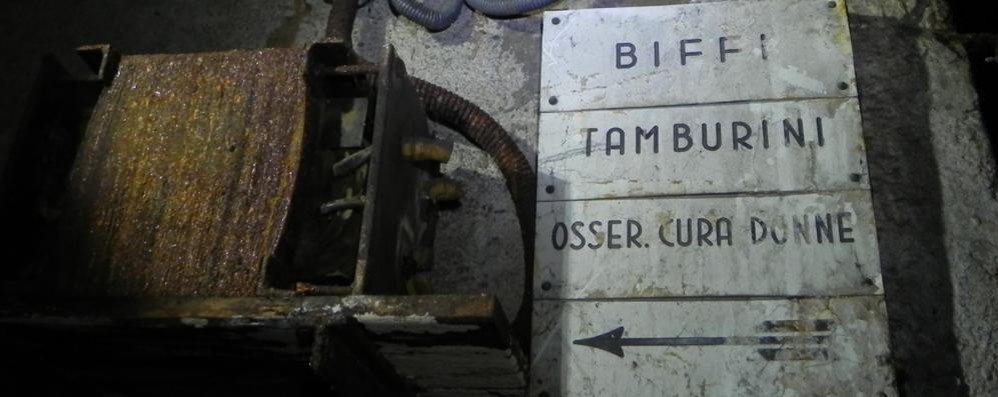 BIFFI
TAMBURINI
OSSER. CURA DONNE